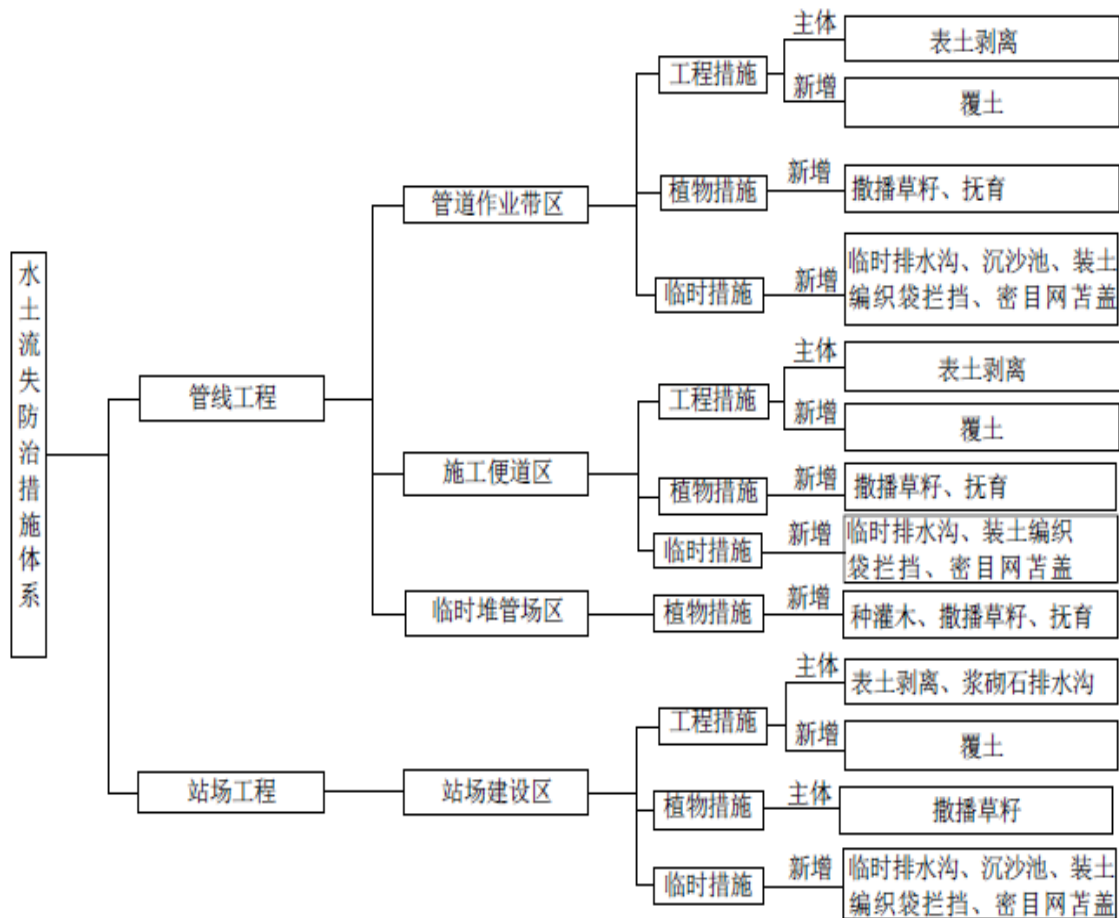 水土流失防治措施体系
管线工程
管道作业带区
工程措施
主体
表土剥离
新增
覆土
植物措施
新增
撒播草籽、抚育
临时措施
新增
临时排水沟、沉沙池、装土
编织袋拦挡、密目网苫盖
施工便道区
工程措施
主体
表土剥离
新增
覆土
植物措施
新增
撒播草籽、抚育
临时措施
新增
临时排水沟、装土编织
袋拦挡、密目网苫盖
临时堆管场区
植物措施
新增
种灌木、撒播草籽、抚育
站场工程
站场建设区
工程措施
主体
表土剥离、浆砌石排水沟
新增
覆土
植物措施
主体
撒播草籽
临时措施
新增
临时排水沟、沉沙池、装土
编织袋拦挡、密目网苫盖